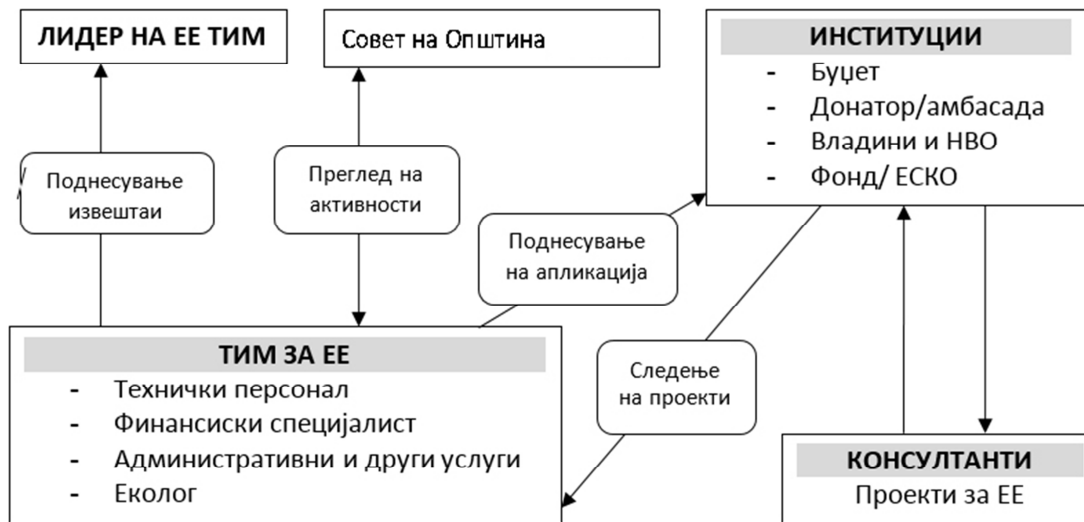 ЛИДЕР НА ЕЕ ТИМ
Совет на Општина
ИНСТИТУЦИИ
- Буџет
- Донатор/амбасада
- Владини и НВО
- Фонд/ ЕСКО
Поднесување
извештаи
Преглед на
активности
Поднесување
на апликација
Следење
на проекти
ТИМ ЗА ЕЕ
- Технички персонал
- Финансиски специјалист
- Административни и други услуги
- Еколог
КОНСУЛТАНТИ
Проекти за ЕЕ